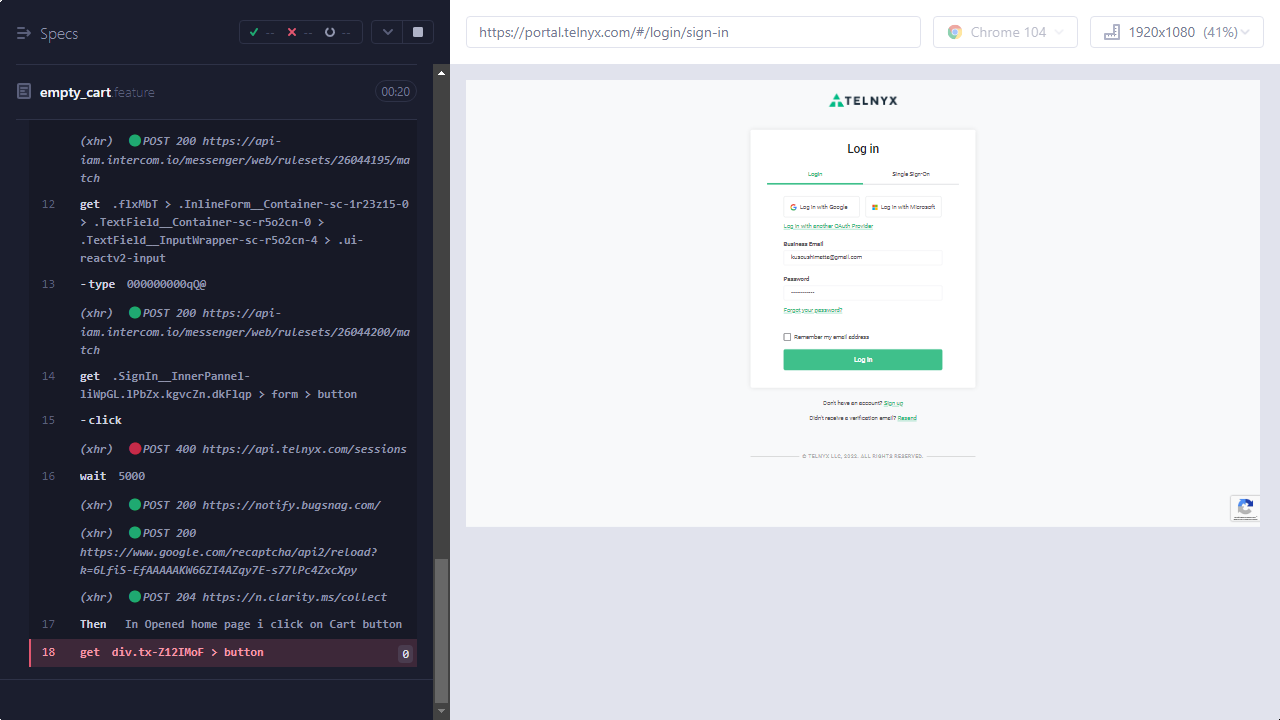 Specs
-- -- --
empty_cart.feature 00:20
(xhr) POST 200 https://api-
iam.intercom.io/messenger/web/rulesets/26044195/ma
tch
12 get .flxMbT > .InlineForm__Container-sc-1r23z15-0
> .TextField__Container-sc-r5o2cn-0 >
.TextField__InputWrapper-sc-r5o2cn-4 > .ui-
reactv2-input
13 -type 000000000qQ@
(xhr) POST 200 https://api-
iam.intercom.io/messenger/web/rulesets/26044200/ma
tch
14 get .SignIn__InnerPannel-
liWpGL.lPbZx.kgvcZn.dkFlqp > form > button
15 -click
(xhr) POST 400 https://api.telnyx.com/sessions
16 wait 5000
(xhr) POST 200 https://notify.bugsnag.com/
(xhr) POST 200
https://www.google.com/recaptcha/api2/reload?
k=6LfiS-EfAAAAAKW66ZI4AZqy7E-s77lPc4ZxcXpy
(xhr) POST 204 https://n.clarity.ms/collect
17 Then In Opened home page i click on Cart button
18 get div.tx-Z12IMoF > button 0
https://portal.telnyx.com/#/login/sign-in
Chrome 104
1920x1080 (41%)
TELNYX
Log in
Login Single Sign-On
Log in with Google Log in with Microsoft
Log in with another OAuth Provider
Business Email
kusoushimette@gmail.com
Password
Forgot your password?
Remember my email address
Log in
Don't have an account? Sign up
Didn't receive a verification email? Resend
© TELNYX LLC, 2022. ALL RIGHTS RESERVED.